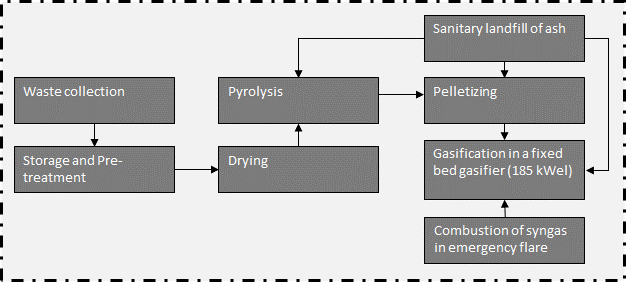 Sanitary landfill of ash
Waste collection
Pyrolysis
Pelletizing
Storage and Pre-
treatment
Drying
Gasification in a fixed
bed gasifier (185 kWel)
Combustion of syngas
in emergency flare